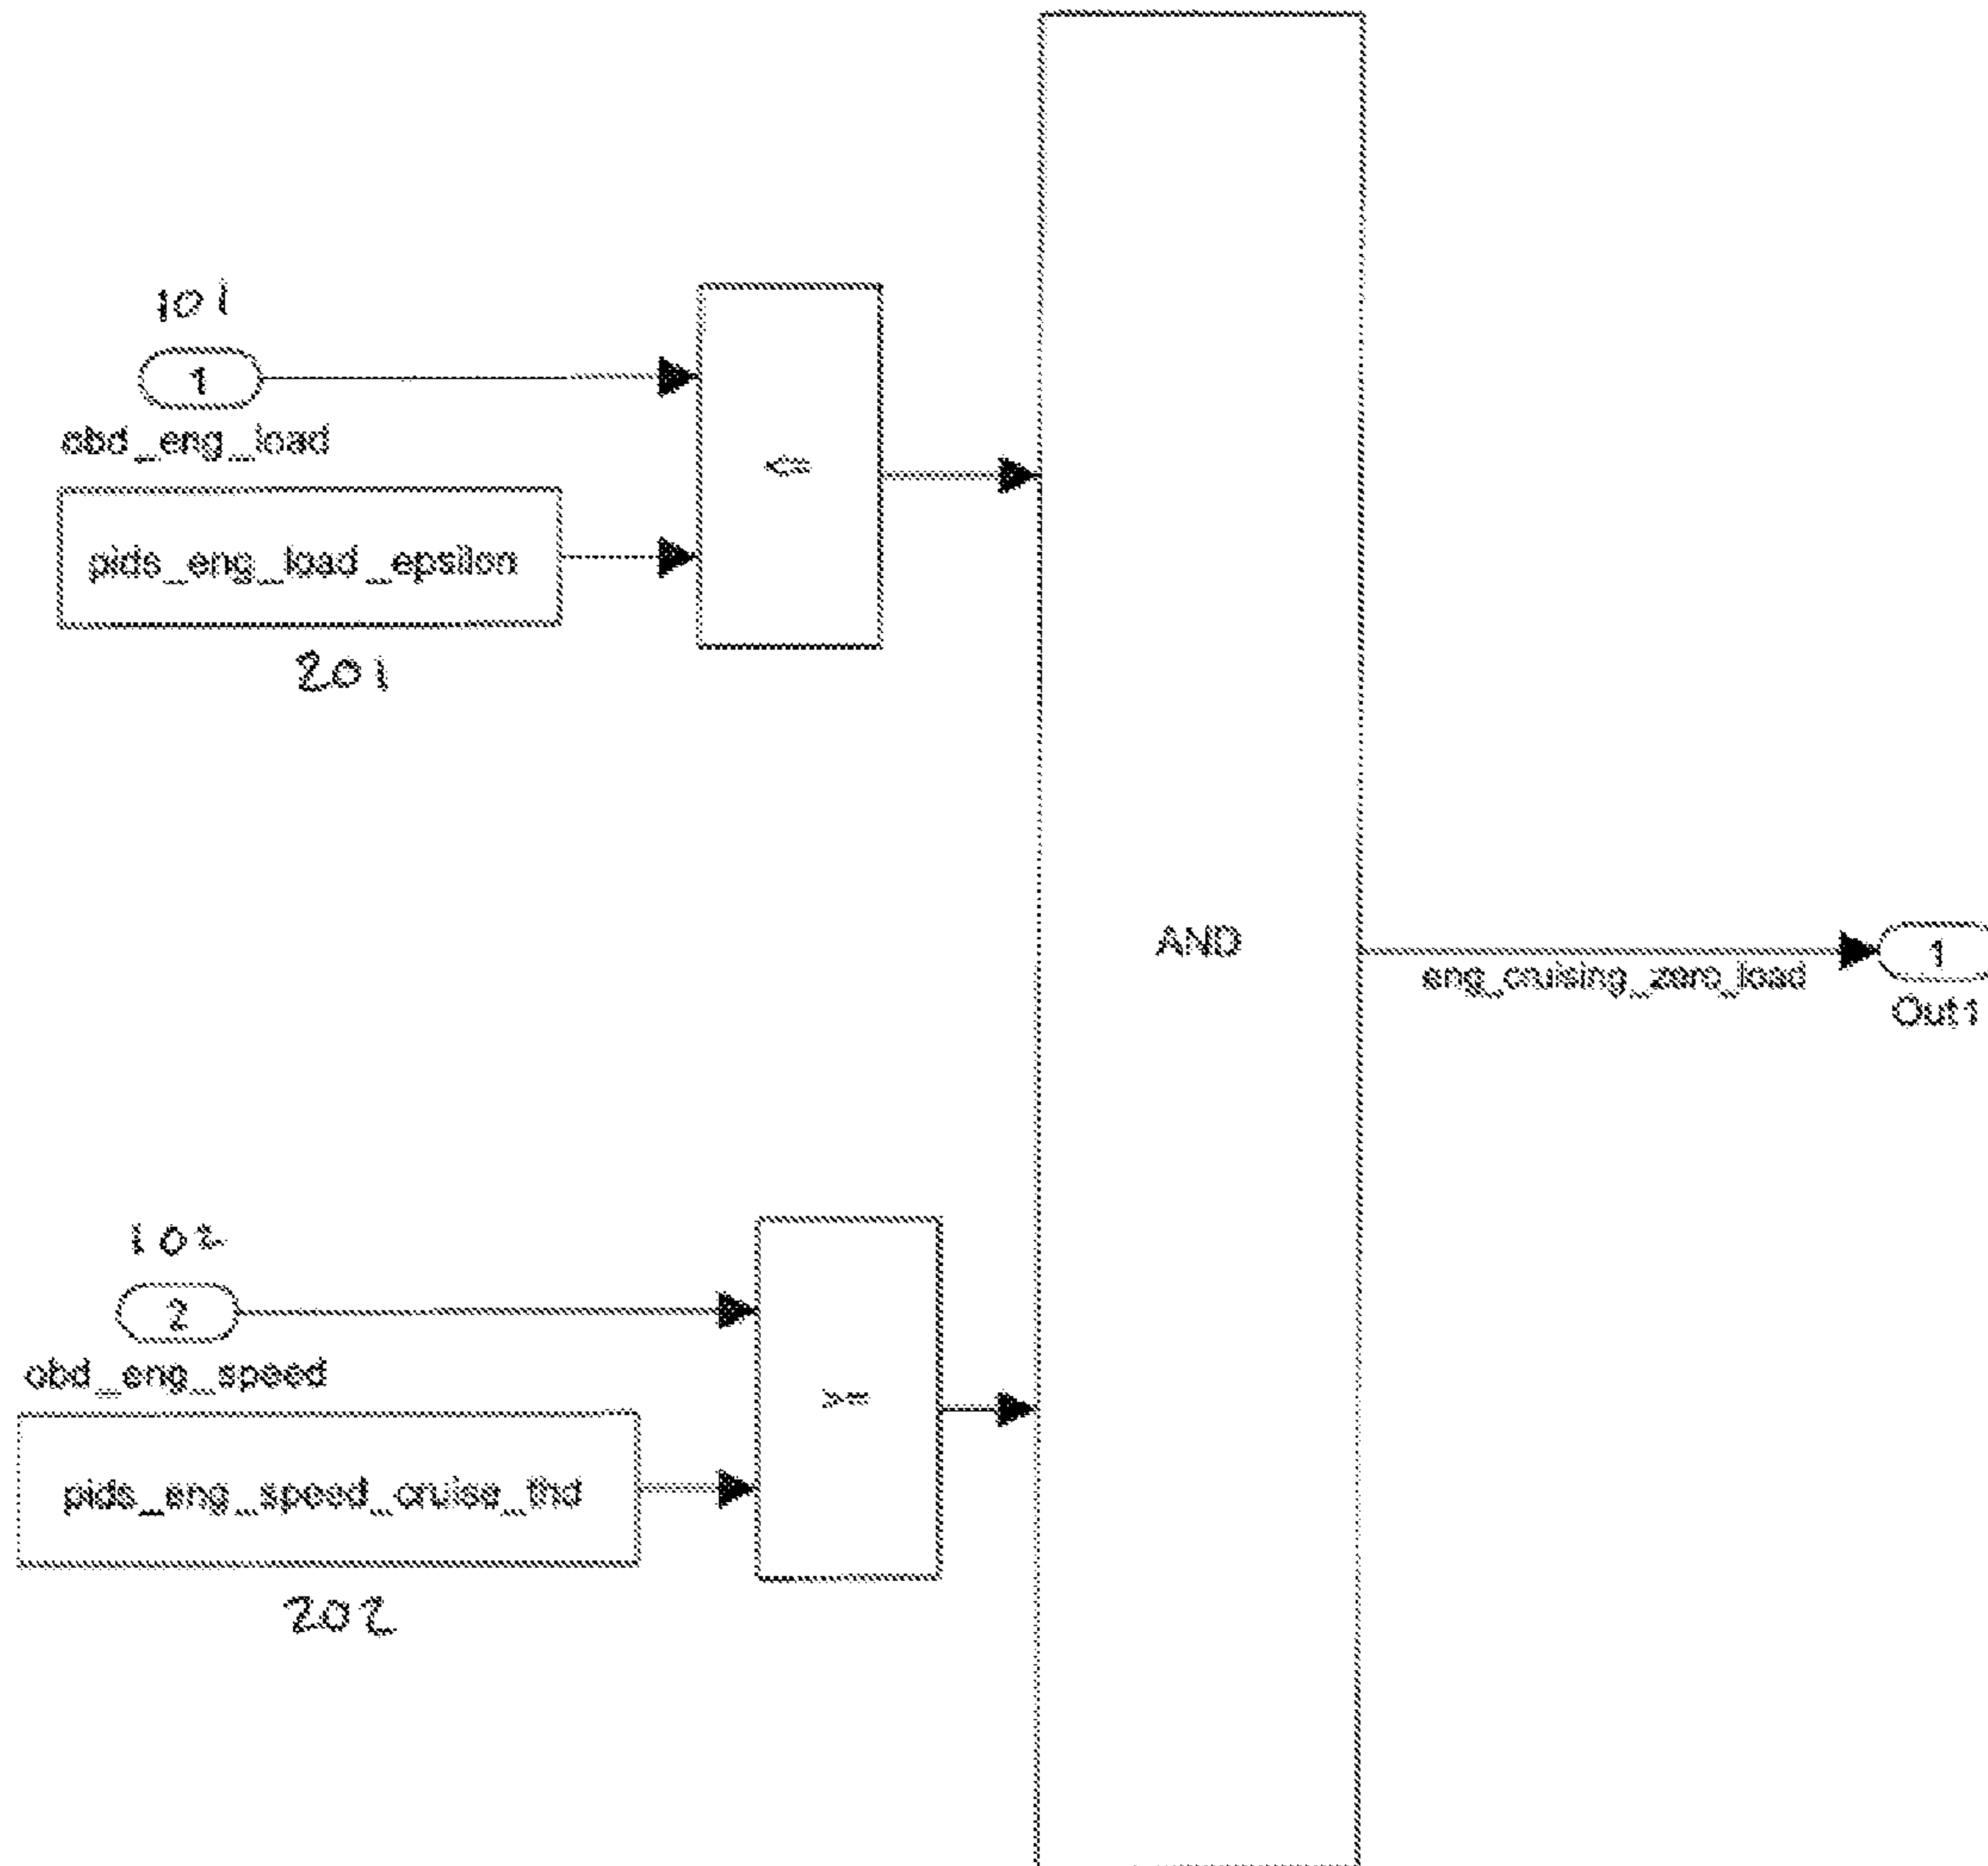 101
1
obd_eng_load
<=
pids_eng_load_epsilon
201
AND
eng_cruising_zero_load
1
Out1
102
2
obd_eng_speed
>=
pids_eng_speed_cruise_thd
202